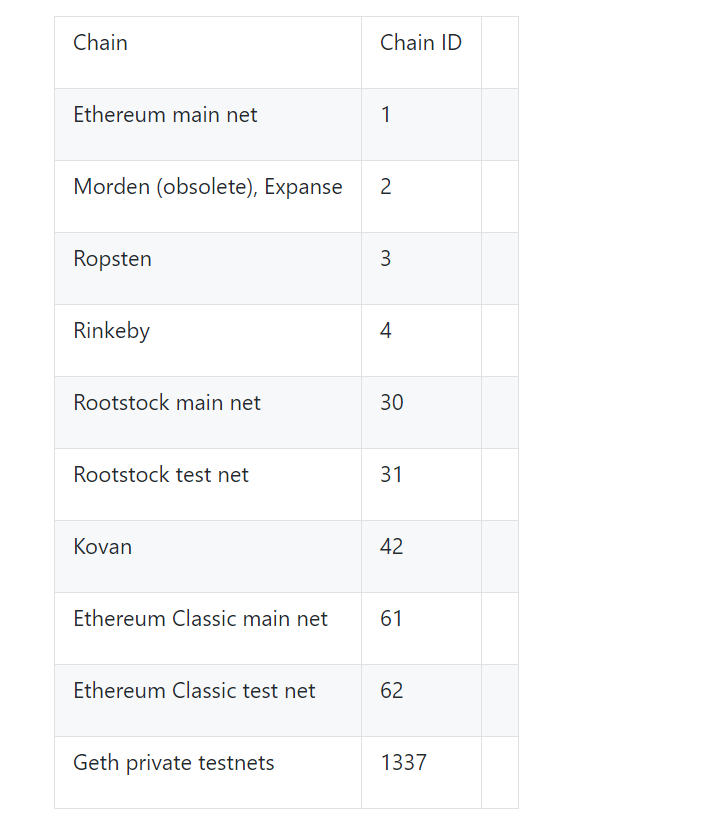 Chain Chain ID
Ethereum main net 1
Morden (obsolete), Expanse 2
Ropsten 3
Rinkeby 4
Rootstock main net 30
Rootstock test net 31
Kovan 42
Ethereum Classic main net 61
Ethereum Classic test net 62
Geth private testnets 1337